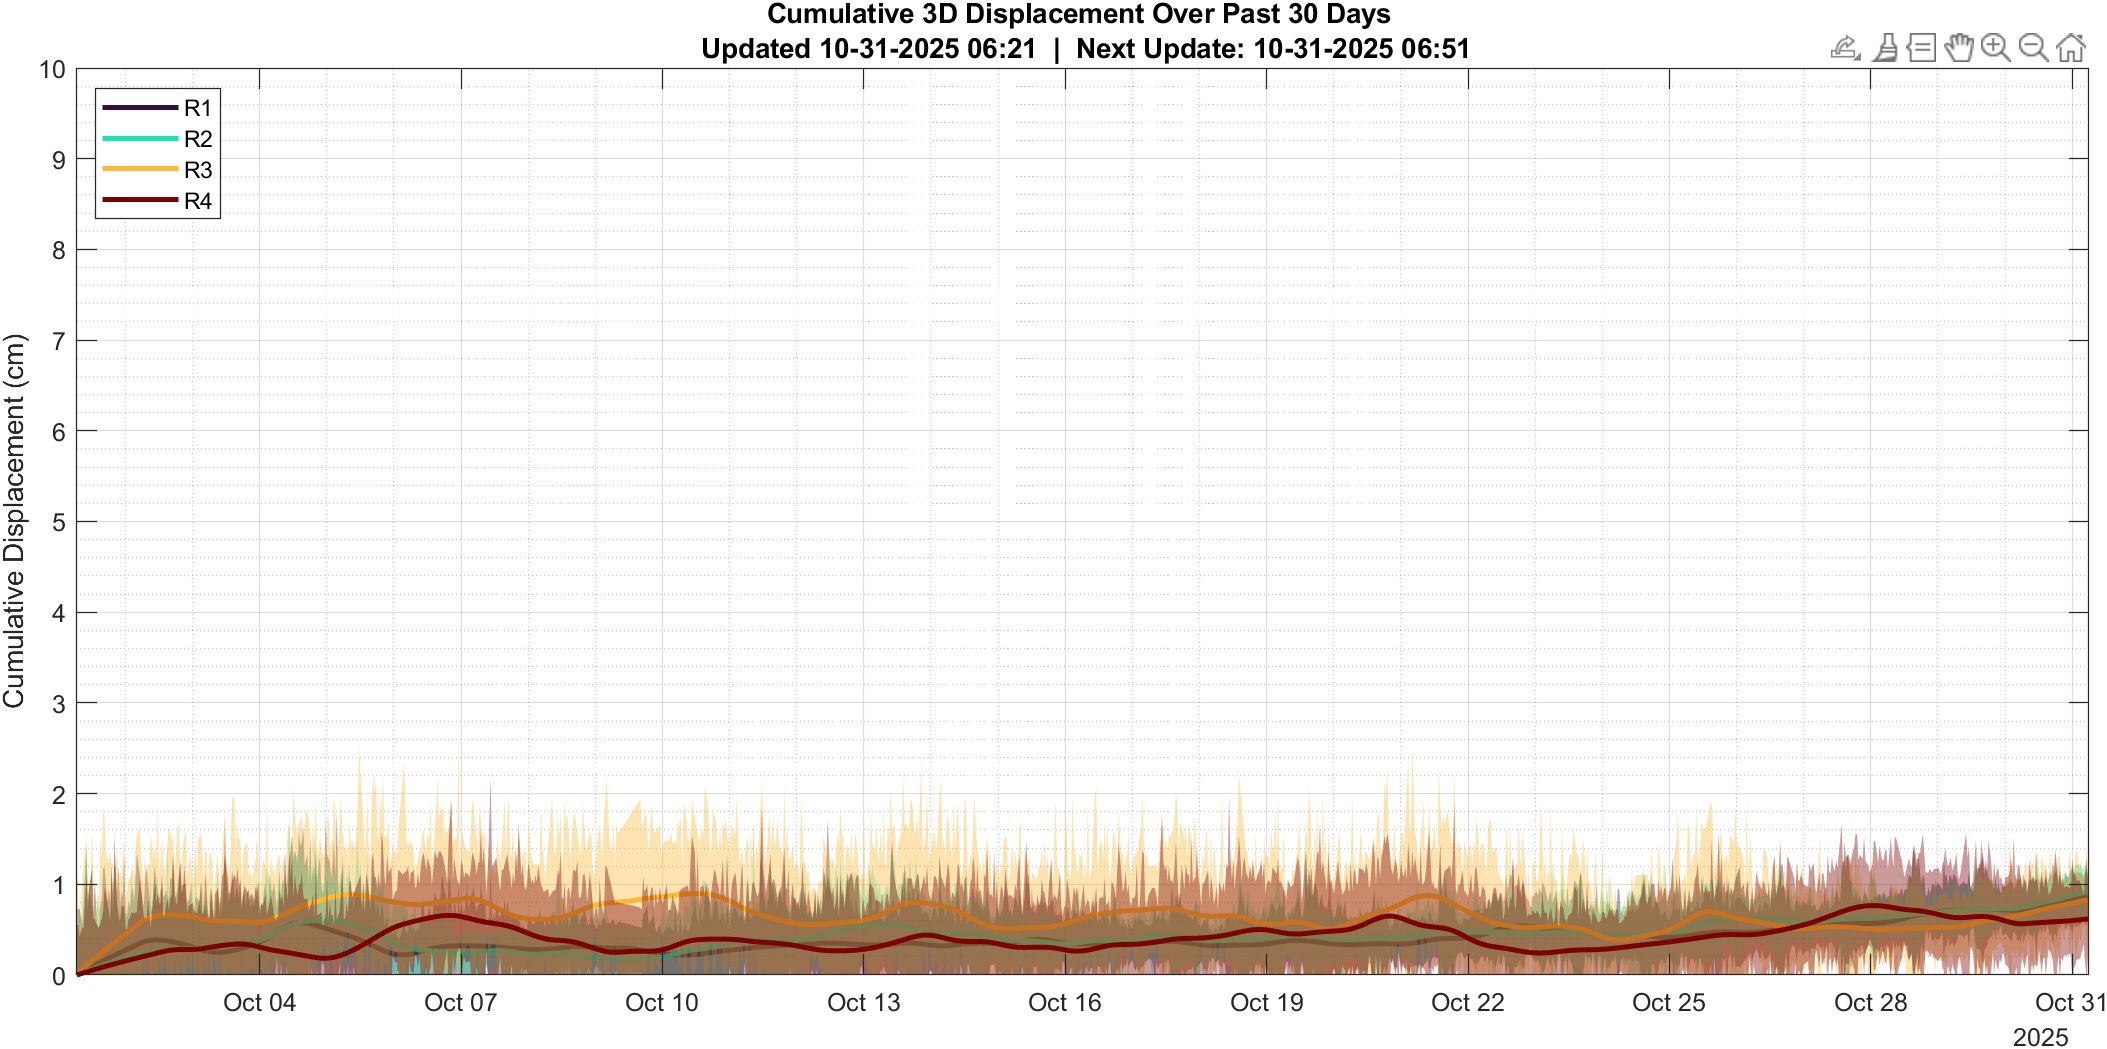 Cumulative 3D Displacement Over Past 30 Days
Updated 10-31-2025 06:21 | Next Update: 10-31-2025 06:51
R1
R2
R3
R4
Cumulative Displacement (cm)
10
9
8
7
6
5
4
3
2
1
0
Oct 04 Oct 07 Oct 10 Oct 13 Oct 16 Oct 19 Oct 22 Oct 25 Oct 28 Oct 31
2025